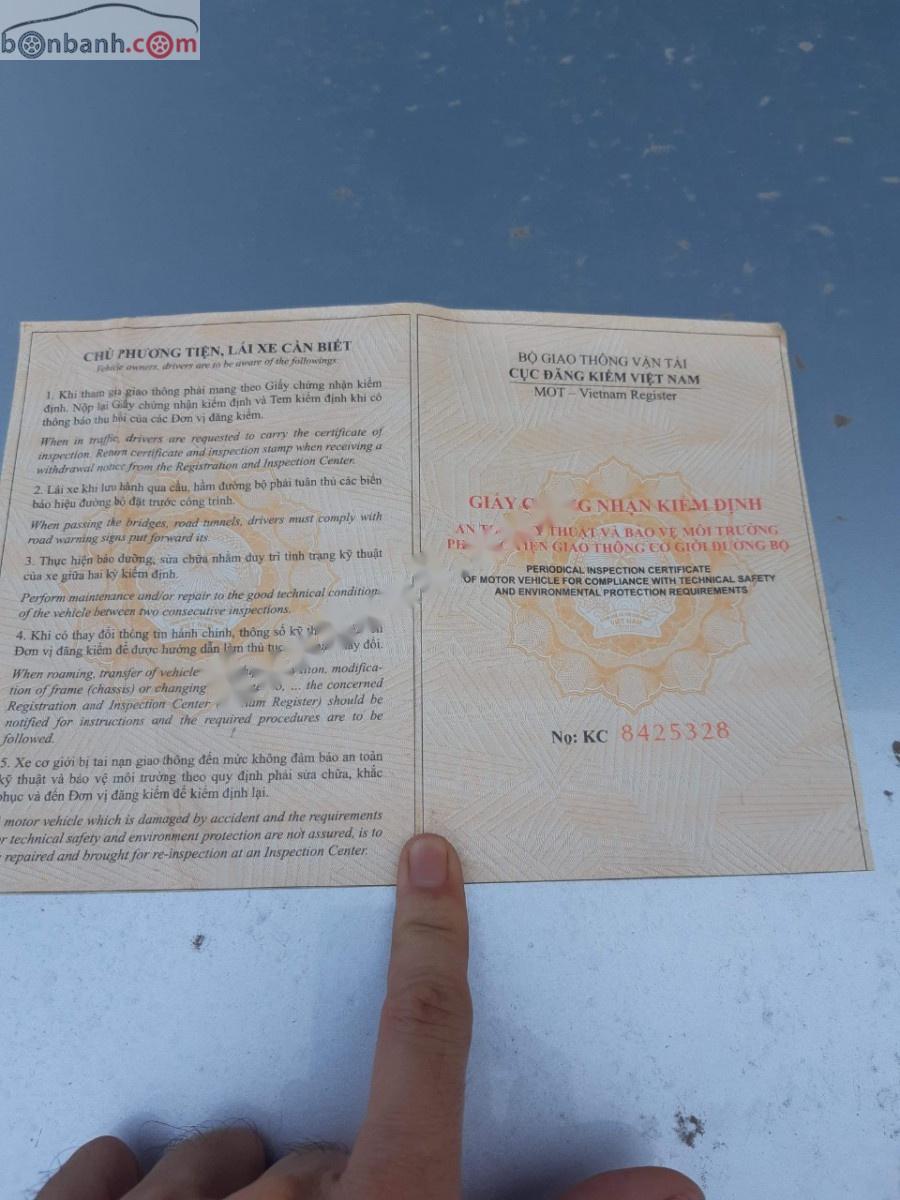 bonbanh.com
CHỦ PHƯƠNG TIỆN, LÁI XE CẦN BIẾT
Vehicle owners, drivers are to be aware of the followings:
1. Khi tham gia giao thông phải mang theo Giấy chứng nhận kiểm
định. Nộp lại Giấy chứng nhận kiểm định và Tem kiểm định khi có
thông báo thu hồi của các Đơn vị đăng kiểm.
When in traffic, drivers are requested to carry the certificate of
inspection. Return certificate and inspection stamp when receiving a
withdrawal notice from the Registration and Inspection Center.
2. Lái xe khi lưu hành qua cầu, hầm đường bộ phải tuân thủ các biển
báo hiệu đường bộ đặt trước công trình.
When passing the bridges, road tunnels, drivers must comply with
road warning signs put forward its.
3. Thực hiện bảo dưỡng, sửa chữa nhằm duy trì tình trạng kỹ thuật
của xe giữa hai kỳ kiểm định.
Perform maintenance and/or repair to the good technical condition
of the vehicle between two consecutive inspections.
4. Khi có thay đổi thông tin hành chính, thông số kỹ
Đơn vị đăng kiểm để được hướng dẫn làm thủ tục đổi.
When roaming, transfer of vehicle modifica-
tion of frame (chassis) or changing ... the concerned
Registration and Inspection Center Register) should be
notified for instructions and the required procedures are to be
followed.
5. Xe cơ giới bị tai nạn giao thông đến mức không đảm bảo an toàn
kỹ thuật và bảo vệ môi trường theo quy định phải sửa chữa, khắc
phục và đến Đơn vị đăng kiểm để kiểm định lại.
motor vehicle which is damaged by accident and the requirements
technical safety and environment protection are not assured, is to
repaired and brought for re-inspection at an Inspection Center.
BỘ GIAO THÔNG VẬN TẢI
CỤC ĐĂNG KIỂM VIỆT NAM
MOT – Vietnam Register
GIẤY NHẬN KIỂM ĐỊNH
THUẬT VÀ BẢO VỆ MÔI TRƯỜNG
GIAO THÔNG CƠ GIỚI ĐƯỜNG BỘ
PERIODICAL INSPECTION CERTIFICATE
OF MOTOR VEHICLE FOR COMPLIANCE WITH TECHNICAL SAFETY
AND ENVIRONMENTAL PROTECTION REQUIREMENTS
VIỆT NAM
No: KC 8425328